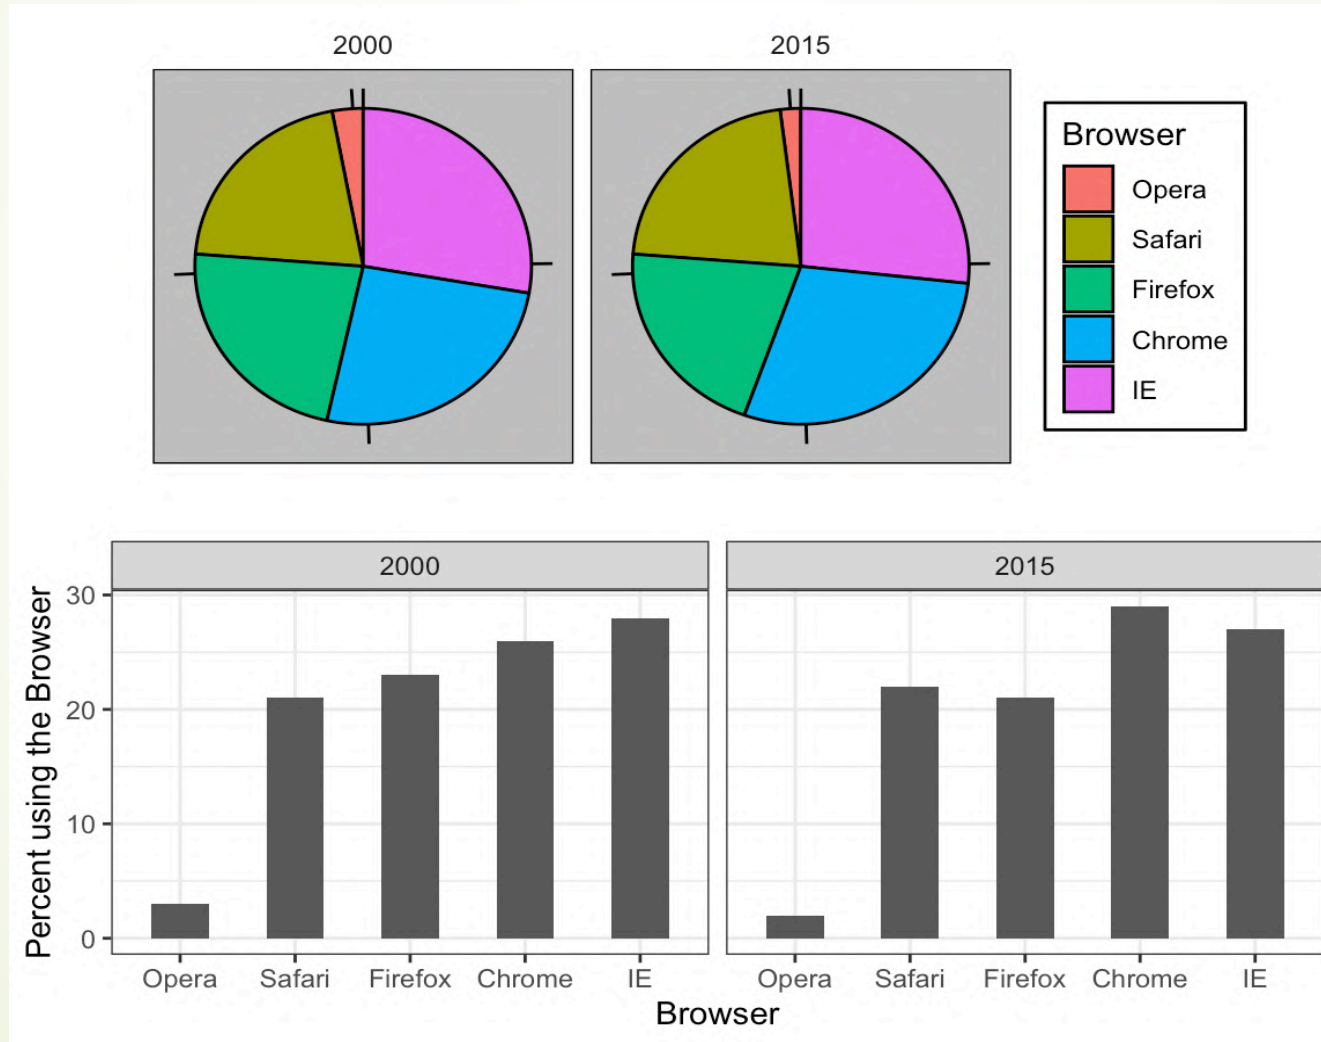 2000 2015
Browser
Opera
Safari
Firefox
Chrome
IE
2000 2015
Percent using the Browser
30
20
10
0
Opera Safari Firefox Chrome IE Opera Safari Firefox Chrome IE
Browser